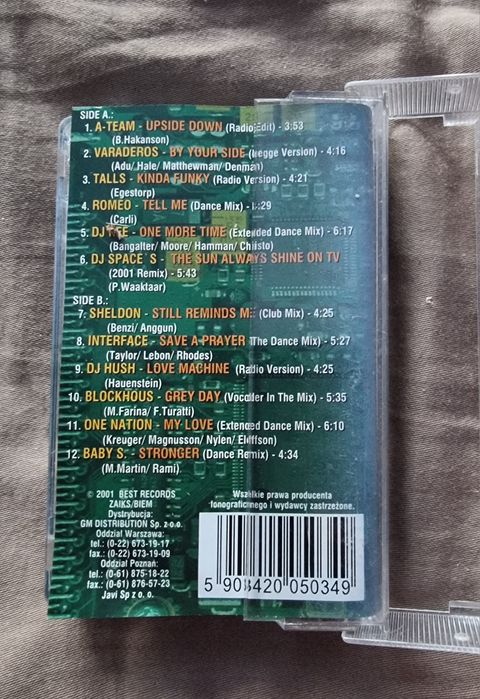 SIDE A.:
1. A-TEAM - UPSIDE DOWN (Radio Edit) - 3:53
(B.Hakanson)
2. VARADEROS - BY YOUR SIDE (Regge Version) - 4:16
(Adu/ Hale/ Matthewman/ Denman)
3. TALLS - KINDA FUNKY (Radio Version) - 4:21
(Egestorp)
4. ROMEO - TELL ME (Dance Mix) - :29
(Carli)
5. DJ - ONE MORE TIME (Extended Dance Mix) - 6:17
(Bangalter/ Moore/ Hamman/ Christo)
6. DJ SPACE`S - THE SUN ALWAYS SHINE ON TV
(2001 Remix) - 5:43
(P.Waaktaar)
SIDE B.:
7. SHELDON - STILL REMINDS ME (Club Mix) - 4:25
(Benzi/ Anggun)
8. INTERFACE - SAVE A PRAYER (The Dance Mix) - 5:27
(Taylor/ Lebon/ Rhodes)
9. DJ HUSH - LOVE MACHINE (Radio Version) - 4:25
(Hauenstein)
10. BLOCKHOUS - GREY DAY (Vocoder In The Mix) - 5:35
(M.Farina/ F.Turatti)
11. ONE NATION - MY LOVE (Extended Dance Mix) - 6:10
(Kreuger/ Magnusson/ Nylen/ Eliffson)
12. BABY S. - STRONGER (Dance Remix) - 4:34
(M.Martin/ Rami)
© 2001 BEST RECORDS
ZAIKS/BIEM
Dystrybucja:
GM DISTRIBUTION Sp. z o.o.
Oddział Warszawa:
tel.: (0-22) 673-19-17
fax.: (0-22) 673-19-09
Oddział Poznań:
tel.: (0-61) 875-18-22
fax.: (0-61) 876-57-23
Javi Sp z o. o.
Wszelkie prawa producenta
fonograficznego i wydawcy zastrzeżone.
5 903420 050349